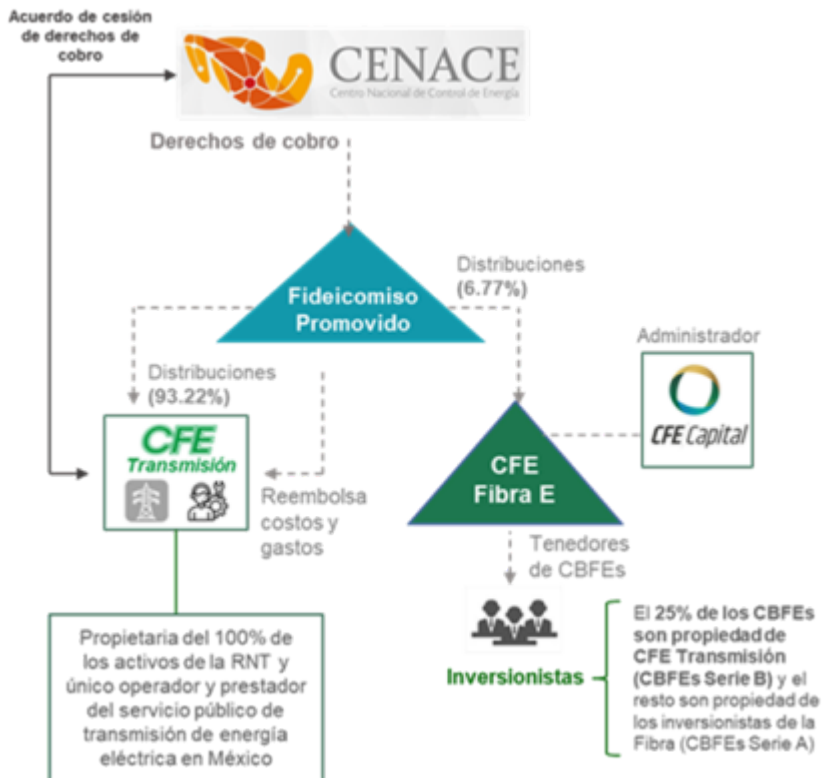 Acuerdo de cesión
de derechos de
cobro
CENACE
Centro Nacional de Control de Energía
Derechos de cobro
Fideicomiso
Promovido
Distribuciones
(6.77%)
Administrador
CFE Capital
Distribuciones
(93.22%)
CFE
Transmisión
Reembolsa
costos y
gastos
CFE
Fibra E
Tenedores
de CBFEs
Inversionistas
El 25% de los CBFEs
son propiedad de
CFE Transmisión
(CBFEs Serie B) y el
resto son propiedad de
los inversionistas de la
Fibra (CBFEs Serie A)
Propietaria del 100% de
los activos de la RNT y
único operador y prestador
del servicio público de
transmisión de energía
eléctrica en México